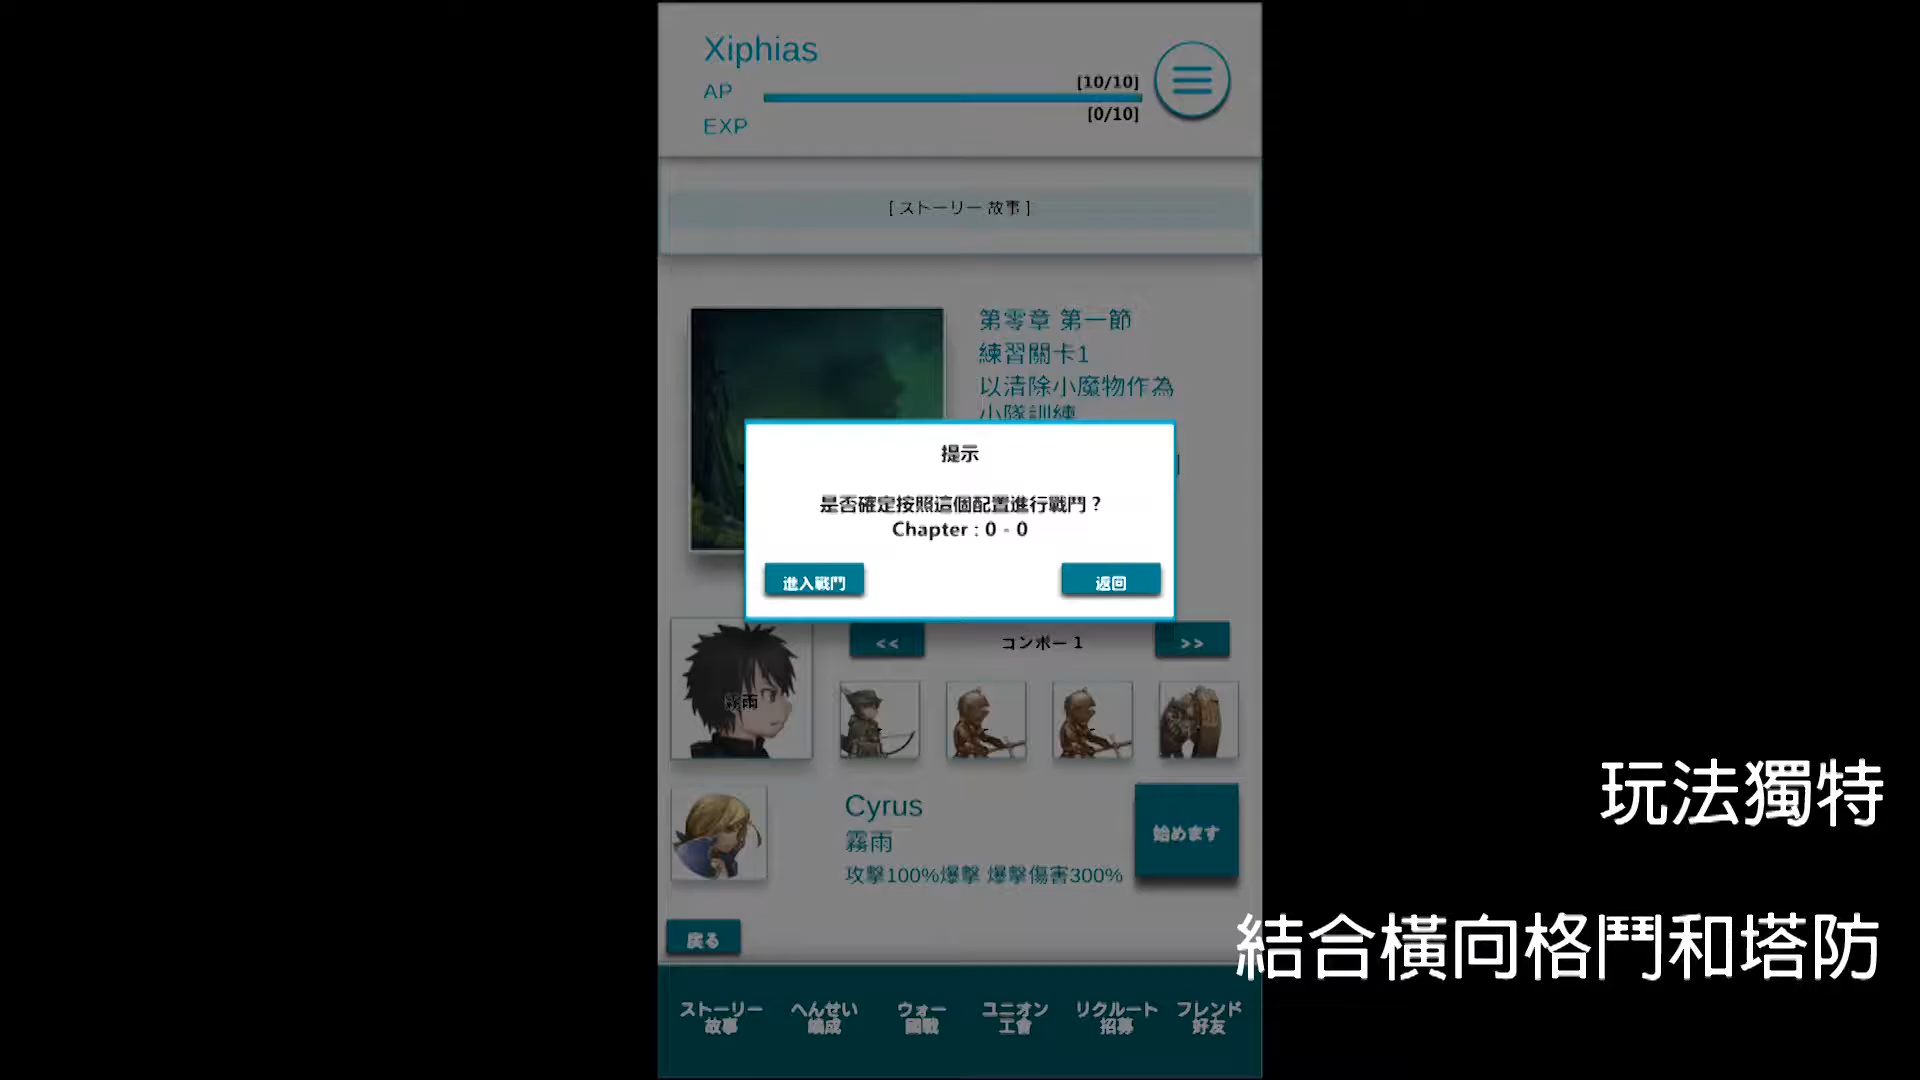 Xiphias
AP
[10/10]
[0/10]
EXP
[ ストーリー 故事 ]
第零章 第一節
練習關卡1
以清除小魔物作為
小隊訓練
提示
是否確定按照這個配置進行戰鬥？
Chapter : 0 - 0
進入戰鬥
返回
<<
コンボー 1
>>
霧雨
Cyrus
霧雨
攻擊100%爆擊 爆擊傷害300%
始めます
戻る
ストーリー
故事
へんせい
編成
ウォー
國戰
ユニオン
工會
リクルート
招募
フレンド
好友
玩法獨特
結合橫向格鬥和塔防